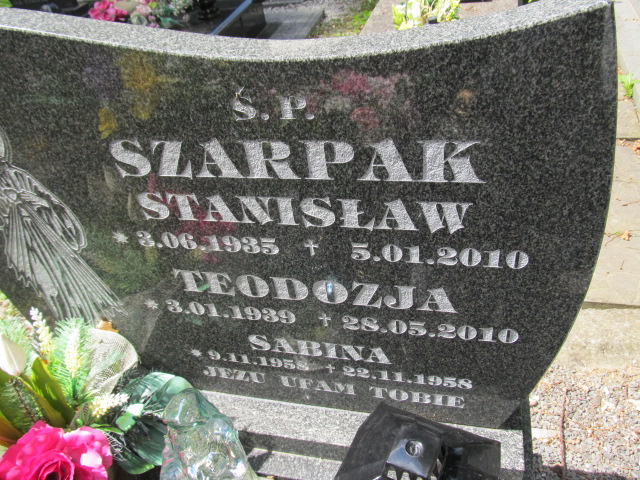 Ś.P.
SZARPAK
STANISŁAW
* 3.06.1935 † 5.01.2010
TEODOZJA
* 3.01.1939 † 28.05.2010
SABINA
* 9.11.1958 † 22.11.1958
JEZU UFAM TOBIE